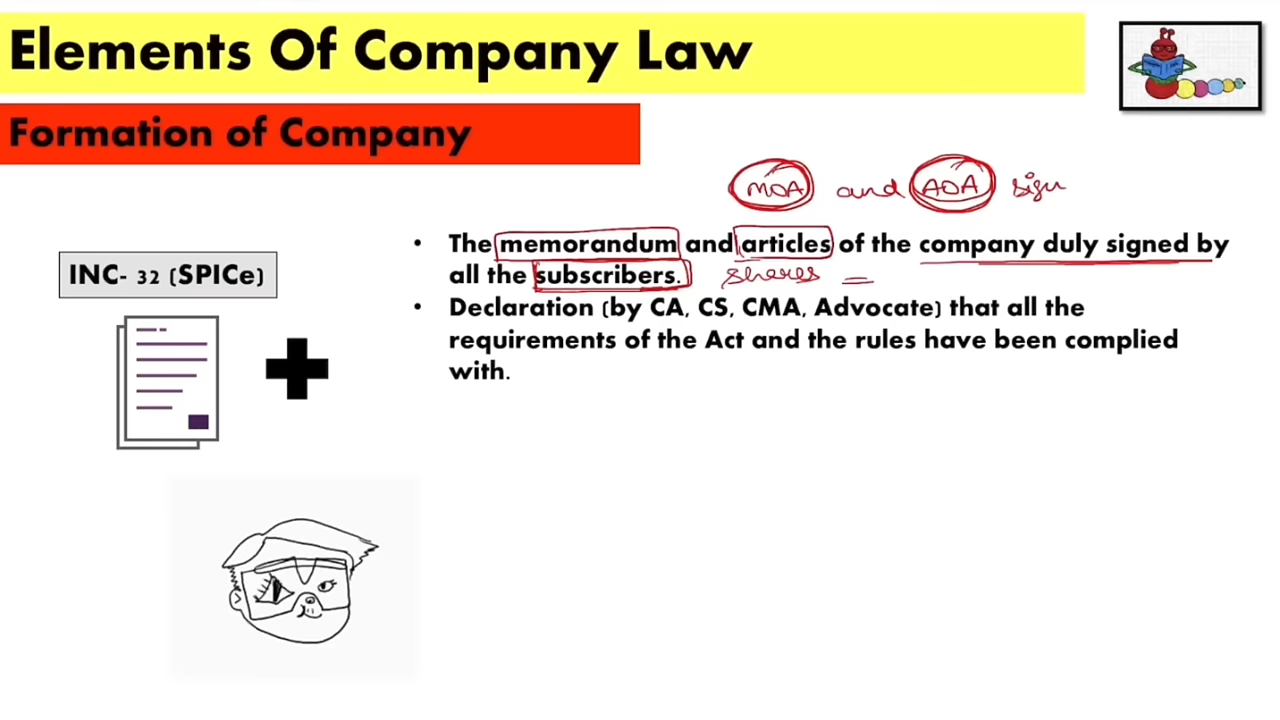 Elements Of Company Law
Formation of Company
MOA and AOA sign
INC- 32 (SPICe)
• The memorandum and articles of the company duly signed by
all the subscribers. shares
• Declaration (by CA, CS, CMA, Advocate) that all the
requirements of the Act and the rules have been complied
with.